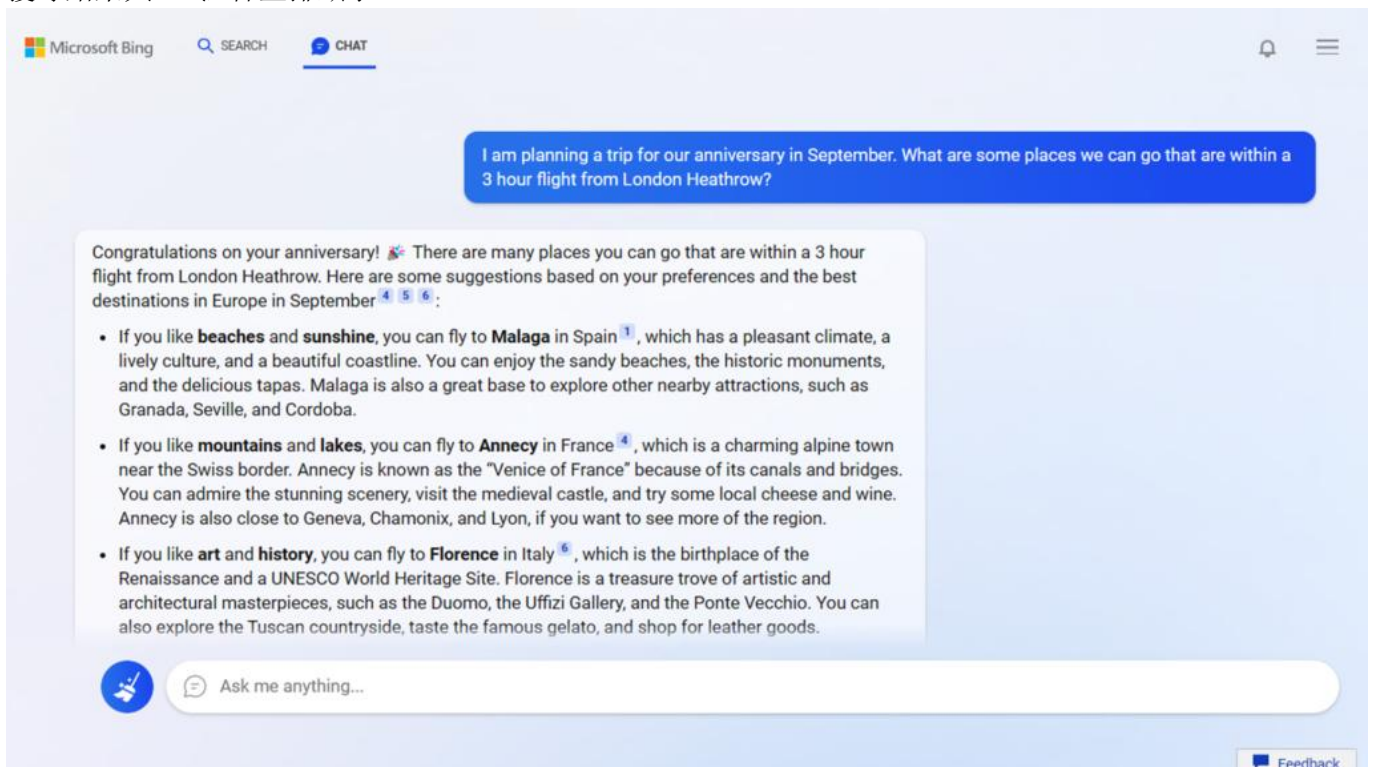 Microsoft Bing
SEARCH
CHAT
I am planning a trip for our anniversary in September. What are some places we can go that are within a
3 hour flight from London Heathrow?
Congratulations on your anniversary! 🎉 There are many places you can go that are within a 3 hour
flight from London Heathrow. Here are some suggestions based on your preferences and the best
destinations in Europe in September 4 5 6 :
• If you like beaches and sunshine, you can fly to Malaga in Spain 1 , which has a pleasant climate, a
lively culture, and a beautiful coastline. You can enjoy the sandy beaches, the historic monuments,
and the delicious tapas. Malaga is also a great base to explore other nearby attractions, such as
Granada, Seville, and Cordoba.
• If you like mountains and lakes, you can fly to Annecy in France 4 , which is a charming alpine town
near the Swiss border. Annecy is known as the “Venice of France” because of its canals and bridges.
You can admire the stunning scenery, visit the medieval castle, and try some local cheese and wine.
Annecy is also close to Geneva, Chamonix, and Lyon, if you want to see more of the region.
• If you like art and history, you can fly to Florence in Italy 6 , which is the birthplace of the
Renaissance and a UNESCO World Heritage Site. Florence is a treasure trove of artistic and
architectural masterpieces, such as the Duomo, the Uffizi Gallery, and the Ponte Vecchio. You can
also explore the Tuscan countryside, taste the famous gelato, and shop for leather goods.
Ask me anything...
Feedback